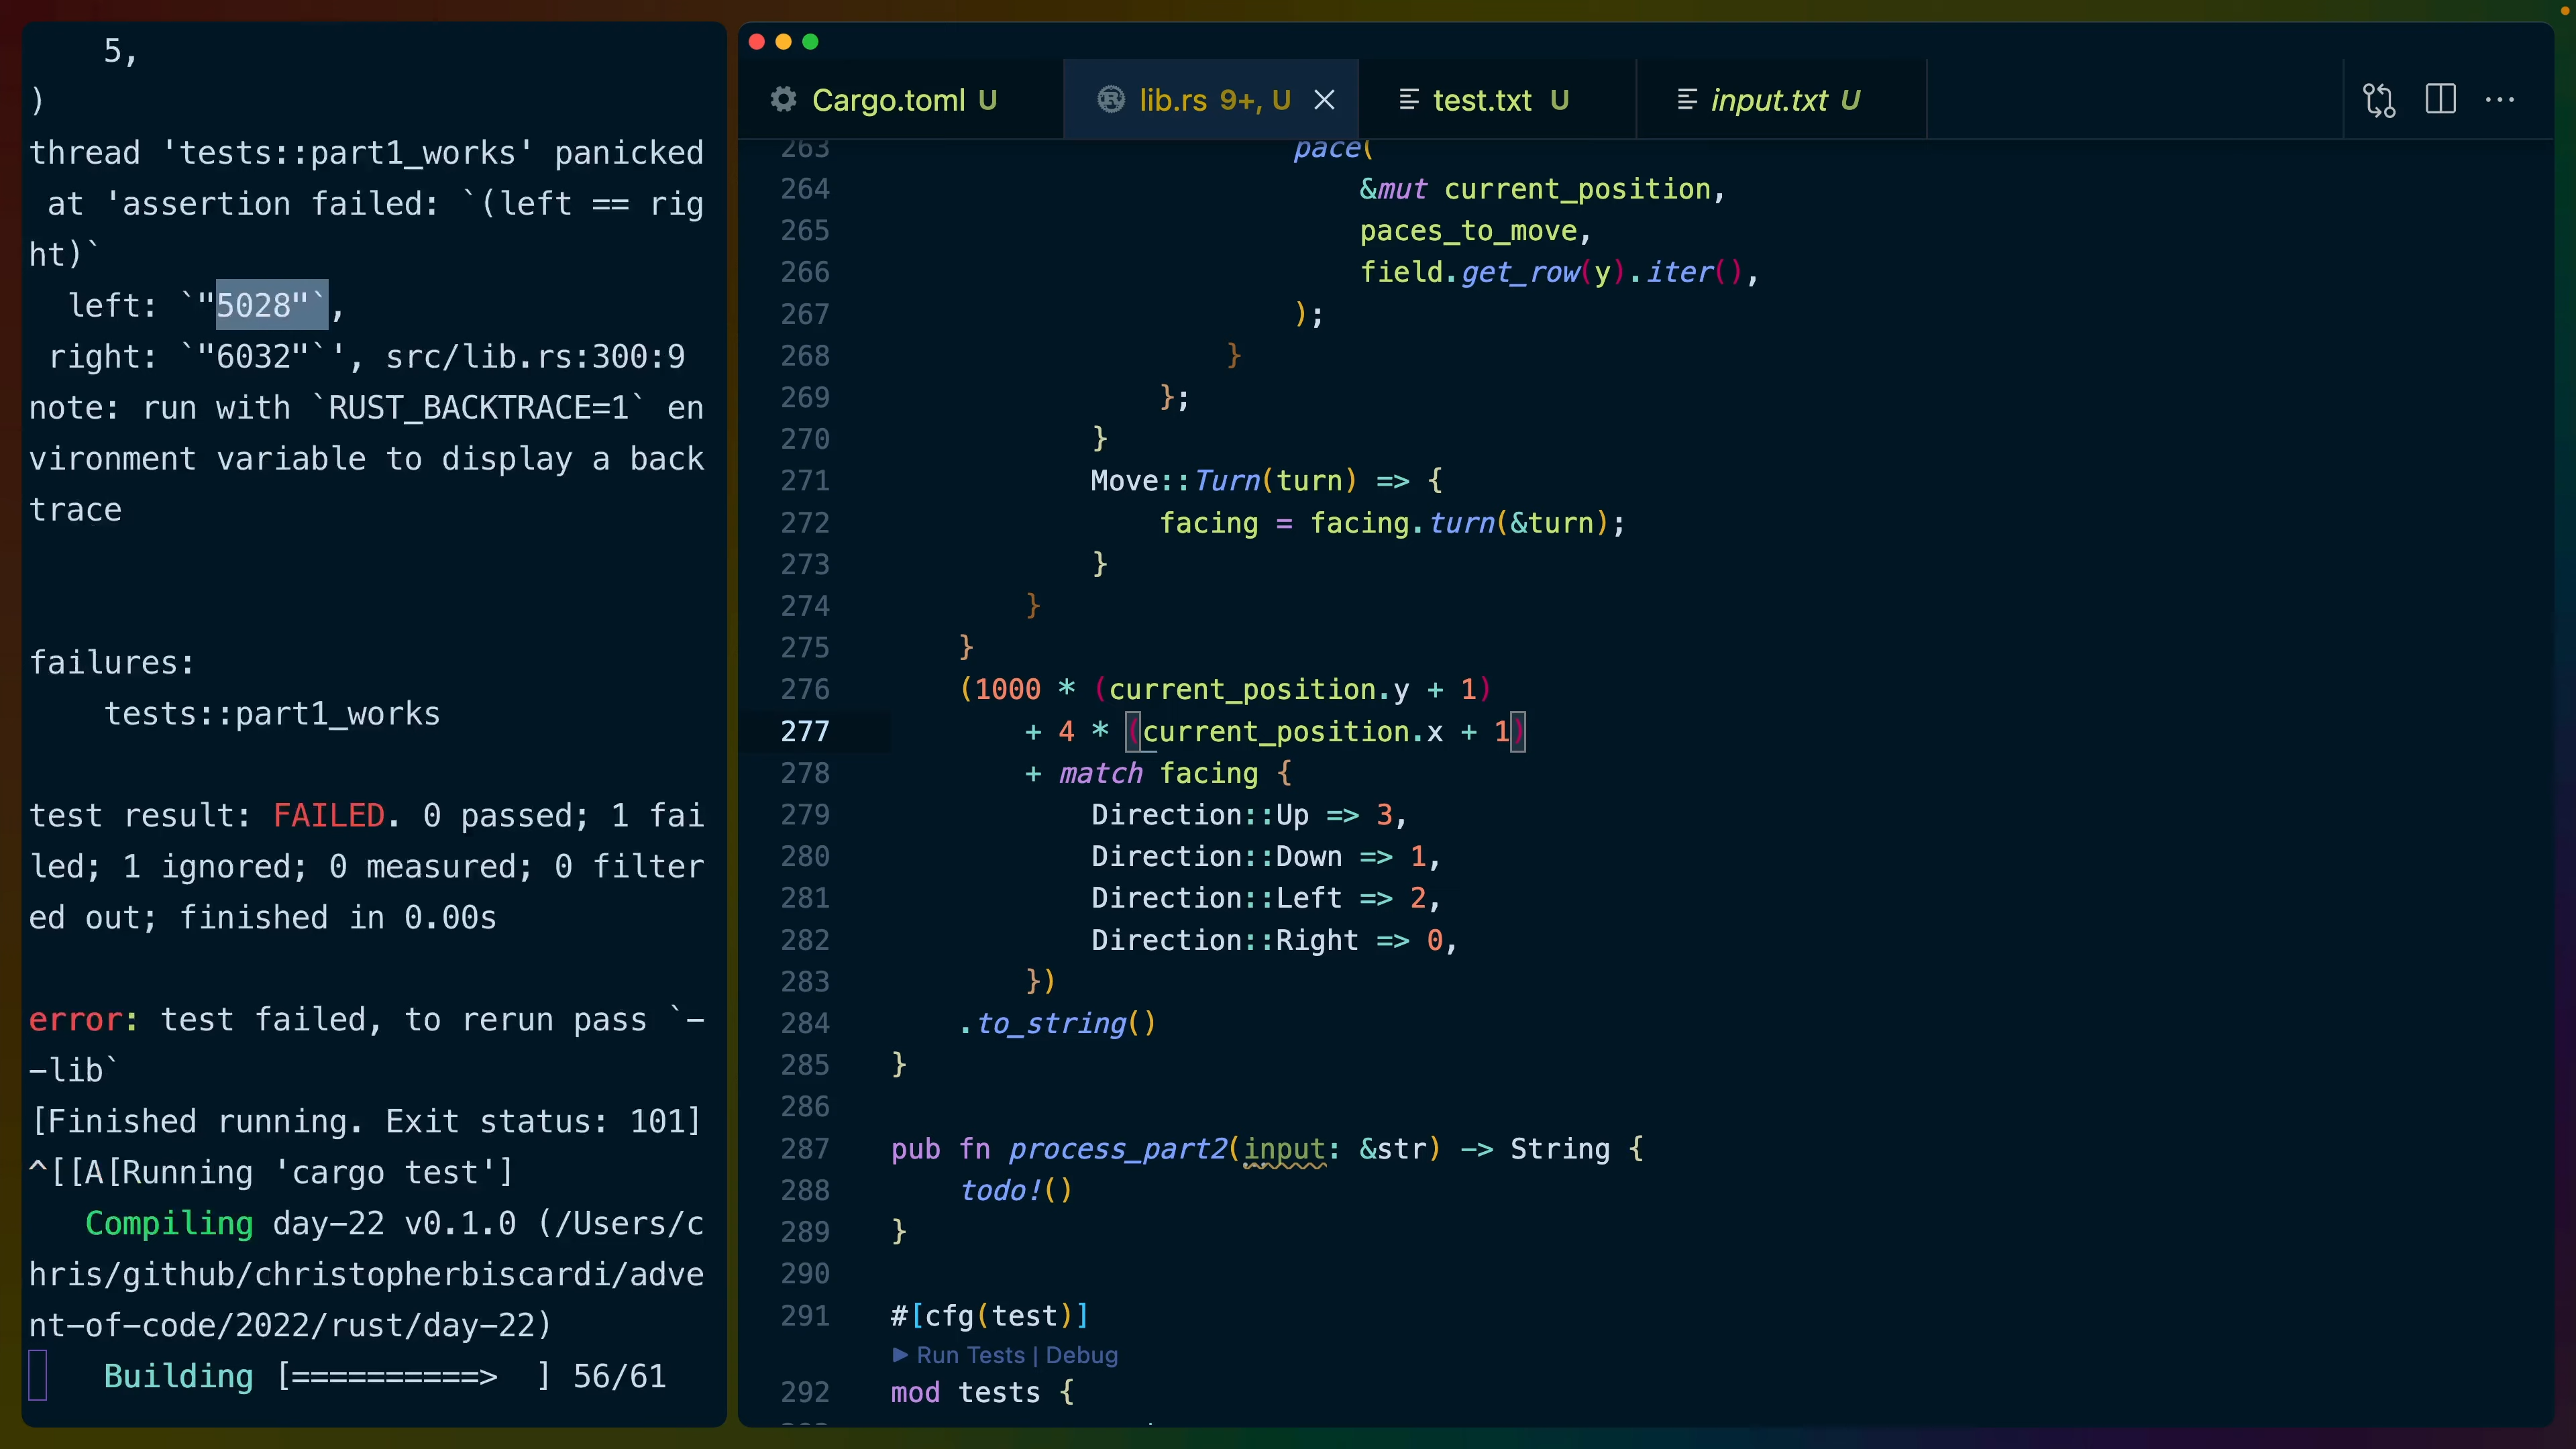 5,
)
thread 'tests::part1_works' panicked
at 'assertion failed: `(left == rig
ht)`
left: `"5028"`,
right: `"6032"`', src/lib.rs:300:9
note: run with `RUST_BACKTRACE=1` en
vironment variable to display a back
trace
failures:
tests::part1_works
test result: FAILED. 0 passed; 1 fai
led; 1 ignored; 0 measured; 0 filter
ed out; finished in 0.00s
error: test failed, to rerun pass `-
-lib`
[Finished running. Exit status: 101]
^[[A[Running 'cargo test']
Compiling day-22 v0.1.0 (/Users/c
hris/github/christopherbiscardi/adve
nt-of-code/2022/rust/day-22)
Building [==========>  ] 56/61
Cargo.toml U
lib.rs 9+, U
test.txt U
input.txt U
263 pace(
264 &mut current_position,
265 paces_to_move,
266 field.get_row(y).iter(),
267 );
268 }
269 };
270 }
271 Move::Turn(turn) => {
272 facing = facing.turn(&turn);
273 }
274 }
275 }
276 (1000 * (current_position.y + 1)
277 + 4 * (current_position.x + 1)
278 + match facing {
279 Direction::Up => 3,
280 Direction::Down => 1,
281 Direction::Left => 2,
282 Direction::Right => 0,
283 })
284 .to_string()
285 }
286
287 pub fn process_part2(input: &str) -> String {
288 todo!()
289 }
290
291 #[cfg(test)]
Run Tests | Debug
292 mod tests {